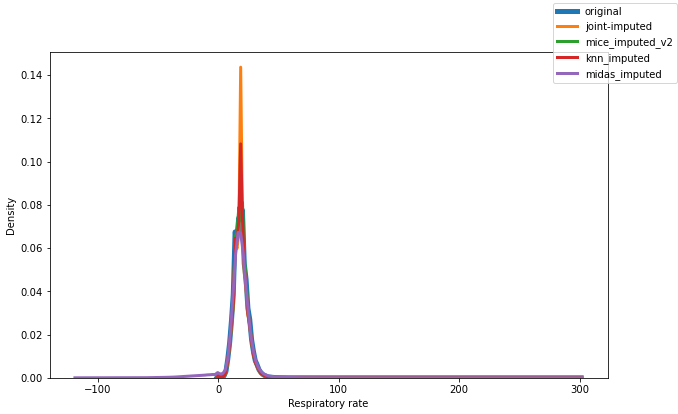 original
joint-imputed
mice_imputed_v2
knn_imputed
midas_imputed
0.14
0.12
0.10
0.08
0.06
0.04
0.02
0.00
Density
−100 0 100 200 300
Respiratory rate